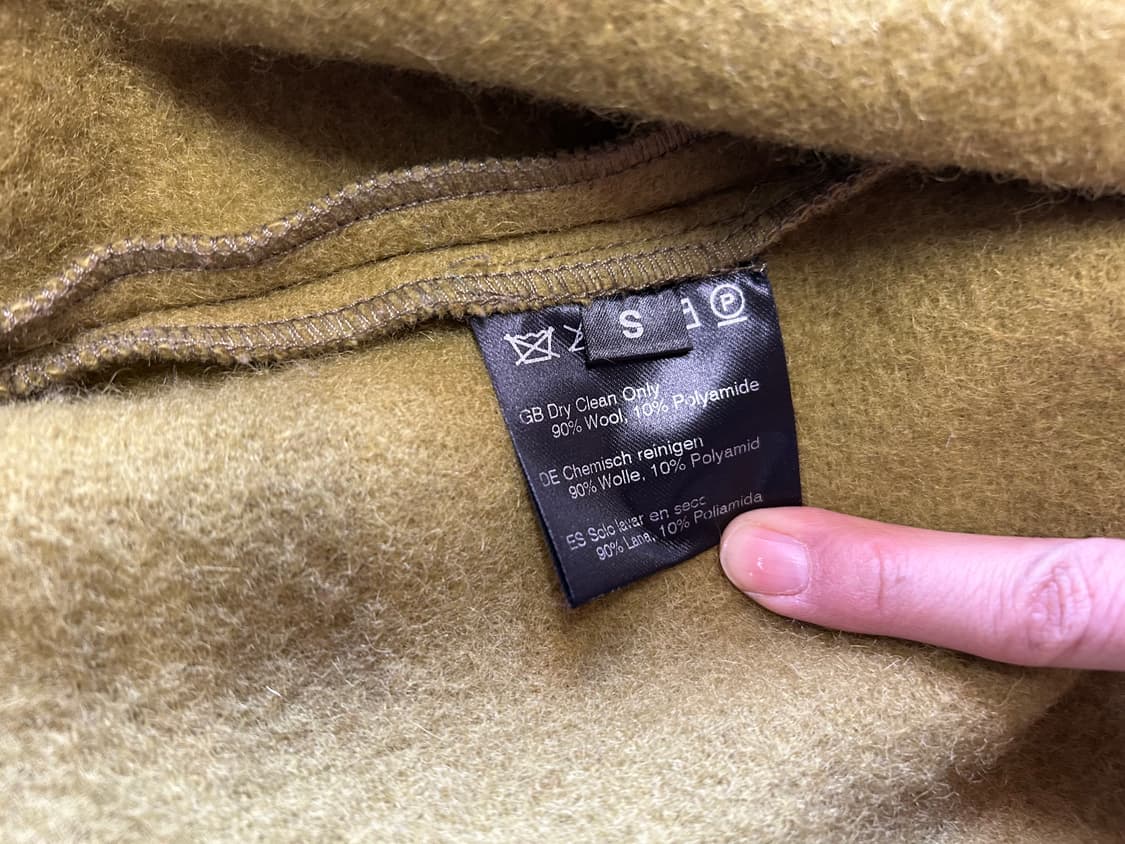 S
P
GB Dry Clean Only
90% Wool, 10% Polyamide
DE Chemisch reinigen
90% Wolle, 10% Polyamid
ES Solo lavar en seco
90% Lana, 10% Poliamida